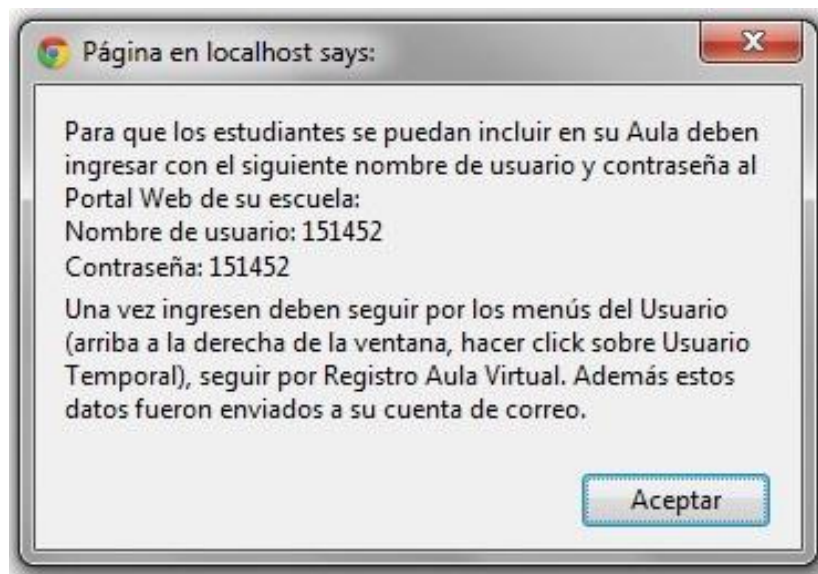 Página en localhost says:
Para que los estudiantes se puedan incluir en su Aula deben
ingresar con el siguiente nombre de usuario y contraseña al
Portal Web de su escuela:
Nombre de usuario: 151452
Contraseña: 151452
Una vez ingresen deben seguir por los menús del Usuario
(arriba a la derecha de la ventana, hacer click sobre Usuario
Temporal), seguir por Registro Aula Virtual. Además estos
datos fueron enviados a su cuenta de correo.
Aceptar